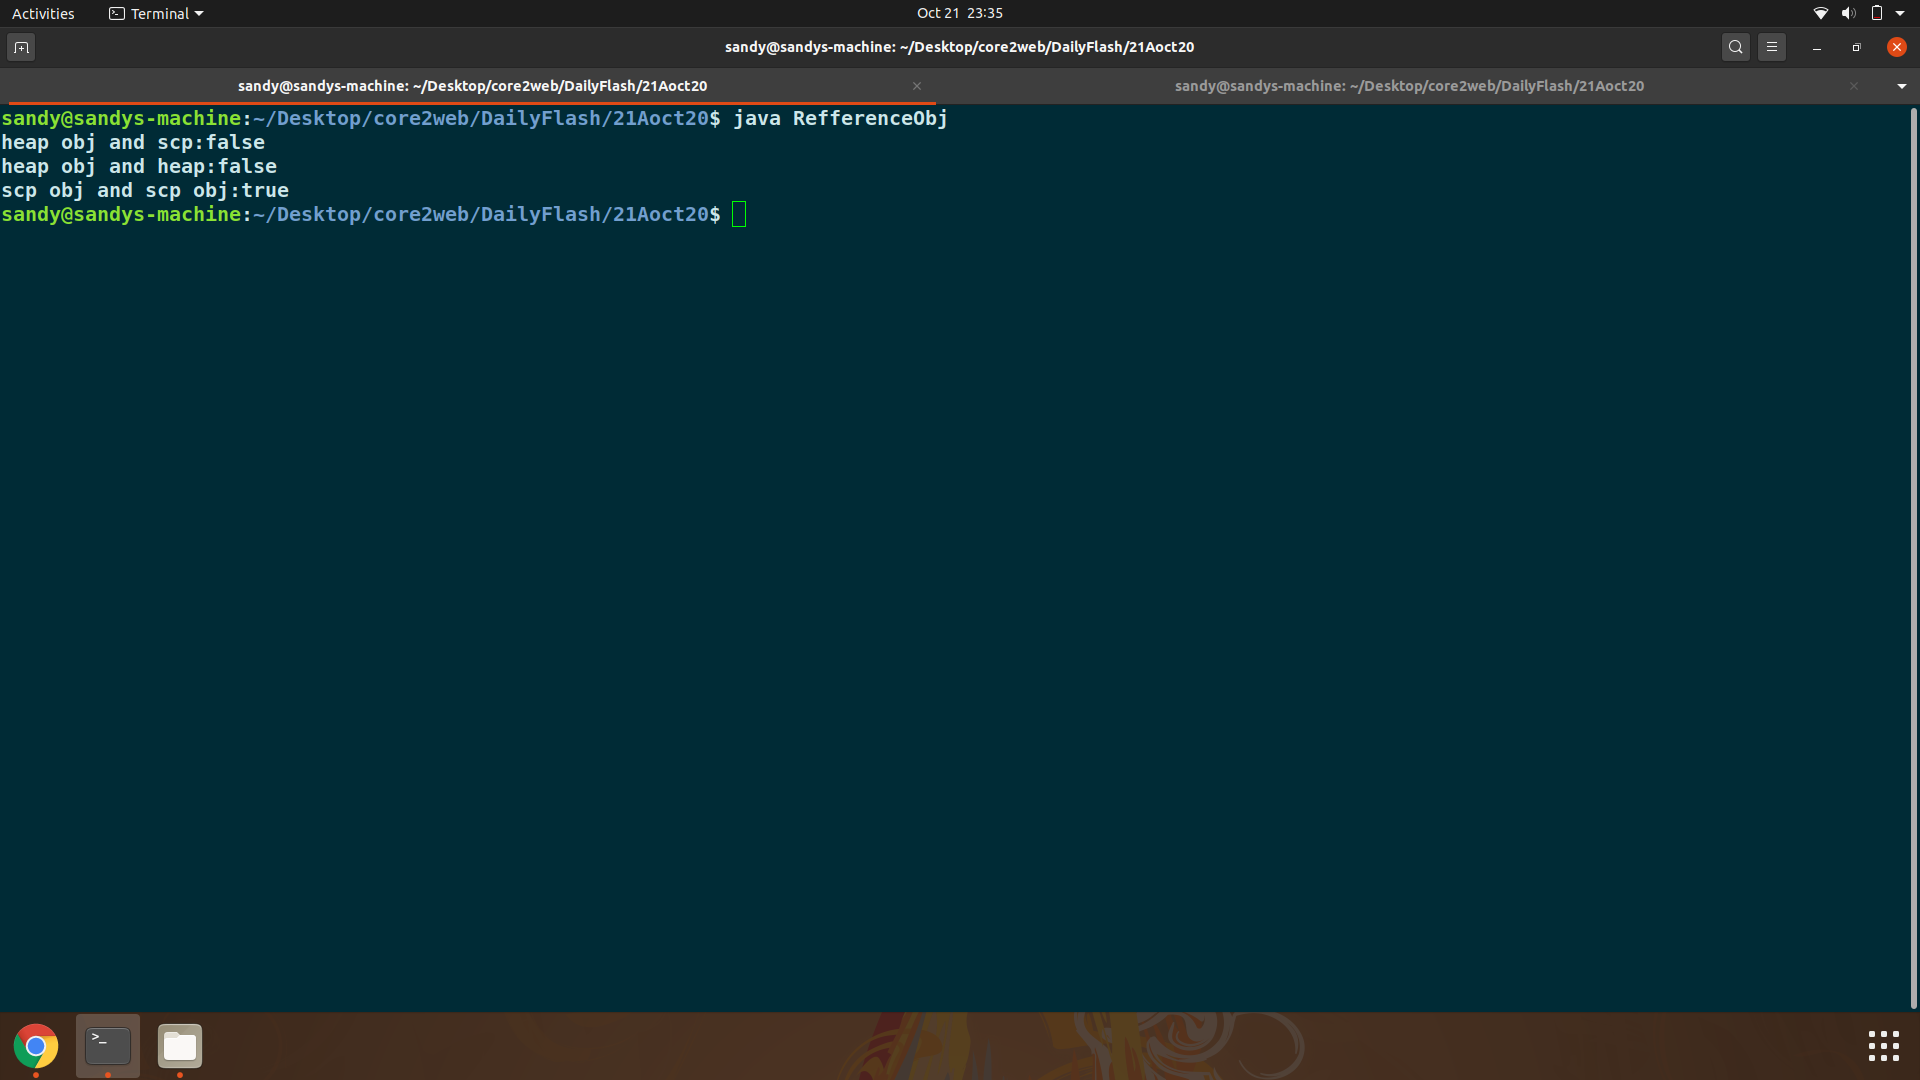 Activities
Terminal
Oct 21 23:35
sandy@sandys-machine: ~/Desktop/core2web/DailyFlash/21Aoct20
sandy@sandys-machine: ~/Desktop/core2web/DailyFlash/21Aoct20
sandy@sandys-machine: ~/Desktop/core2web/DailyFlash/21Aoct20
sandy@sandys-machine:~/Desktop/core2web/DailyFlash/21Aoct20$ java RefferenceObj
heap obj and scp:false
heap obj and heap:false
scp obj and scp obj:true
sandy@sandys-machine:~/Desktop/core2web/DailyFlash/21Aoct20$
>_